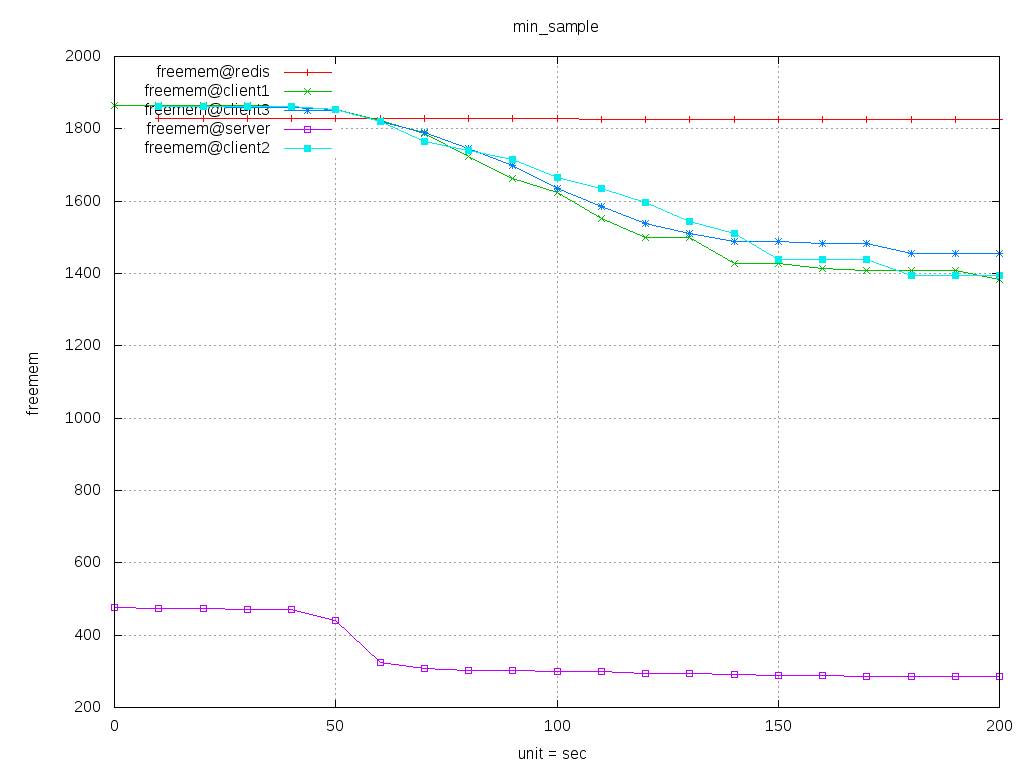 min_sample
2000
1800
1600
1400
1200
1000
800
600
400
200
freemem
freemem@redis
freemem@client1
freemem@client3
freemem@server
freemem@client2
0 50 100 150 200
unit = sec